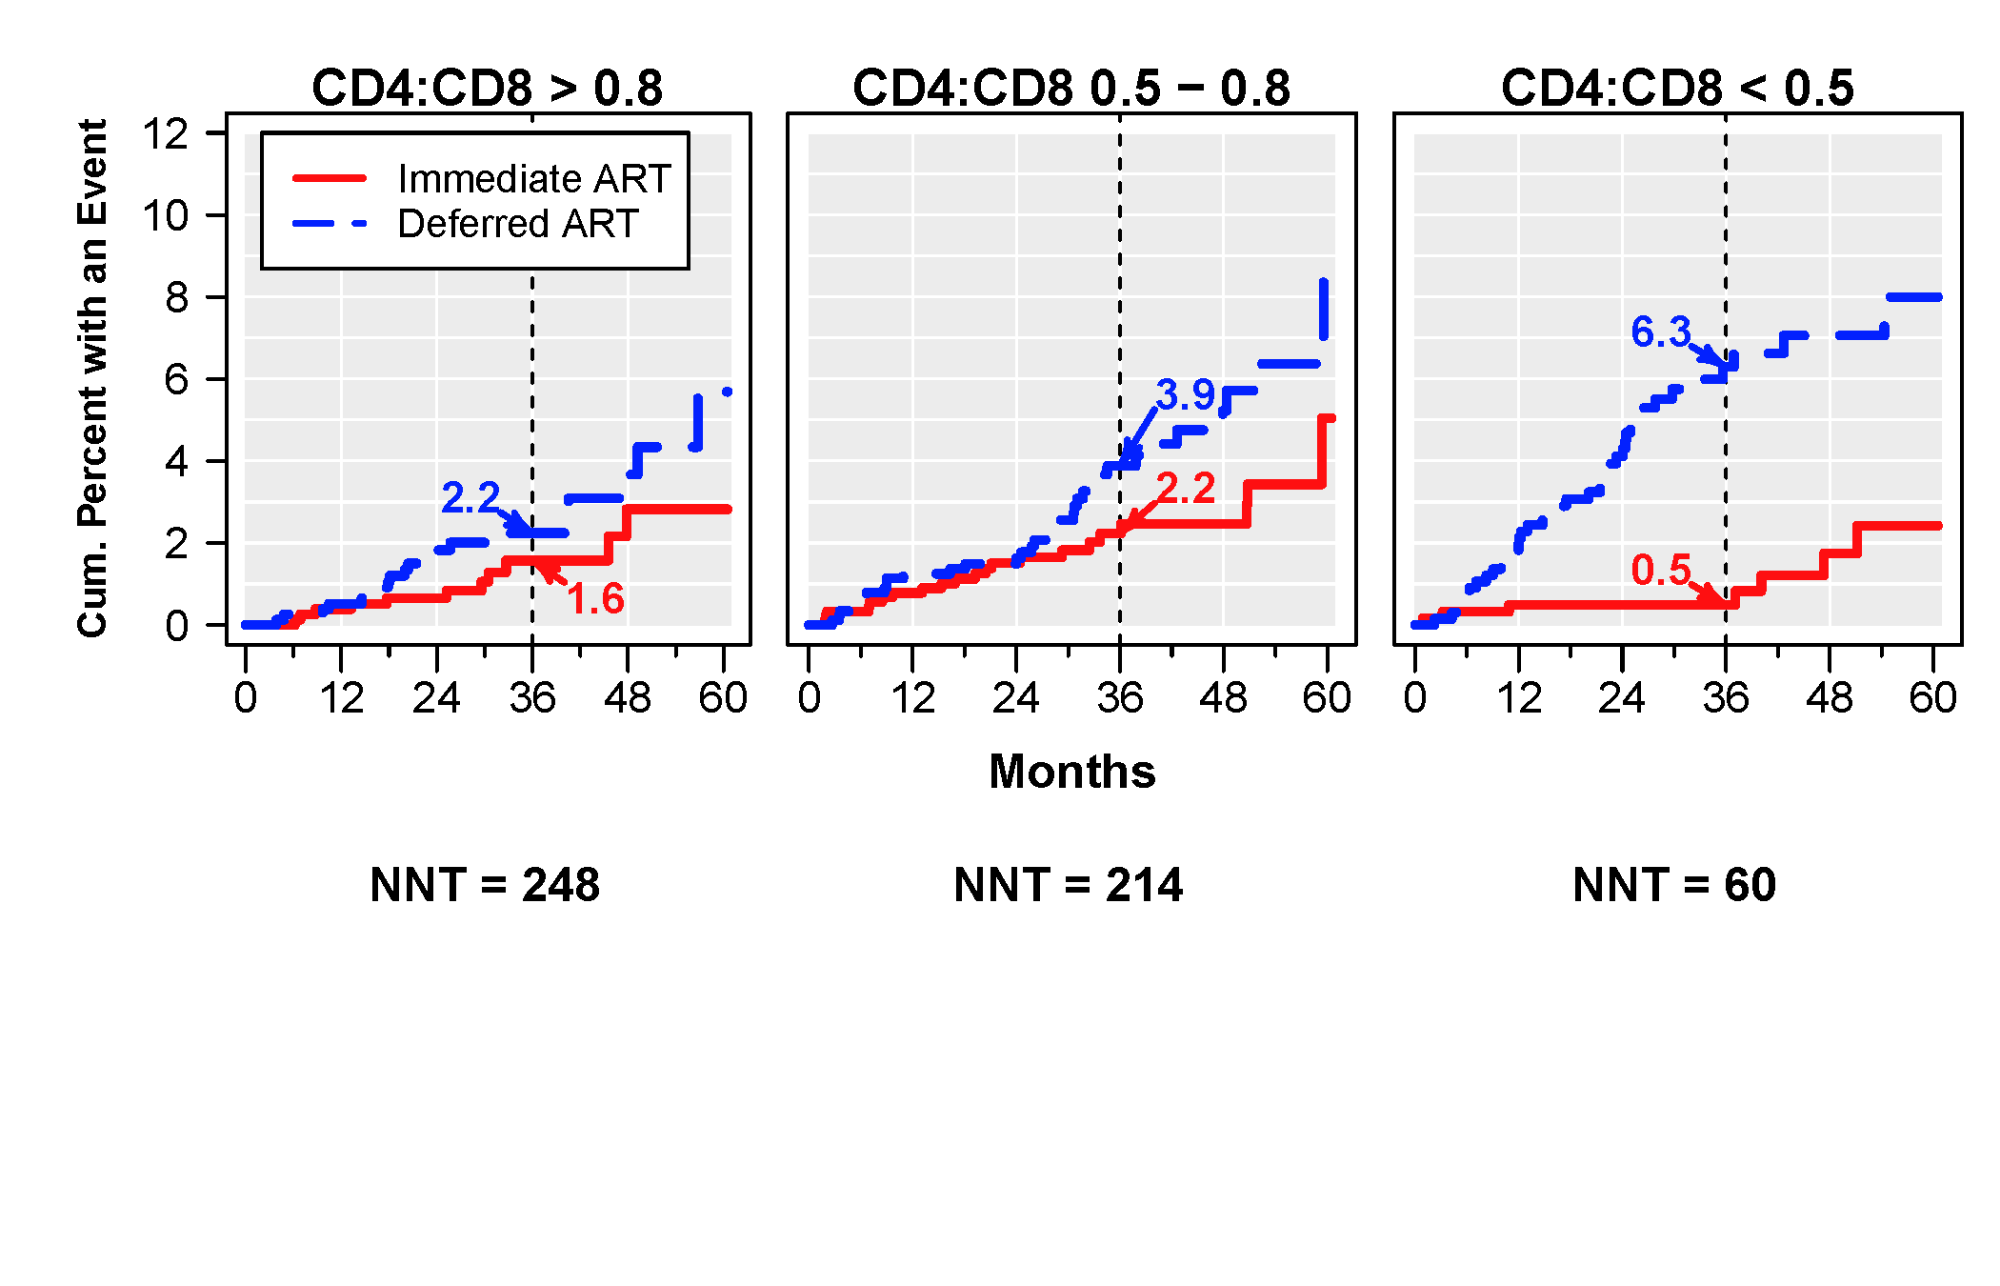 CD4:CD8 > 0.8
CD4:CD8 0.5 − 0.8
CD4:CD8 < 0.5
Cum. Percent with an Event
12
10
8
6
4
2
0
Immediate ART
Deferred ART
2.2
1.6
3.9
2.2
6.3
0.5
0 12 24 36 48 60
0 12 24 36 48 60
0 12 24 36 48 60
Months
NNT = 248
NNT = 214
NNT = 60